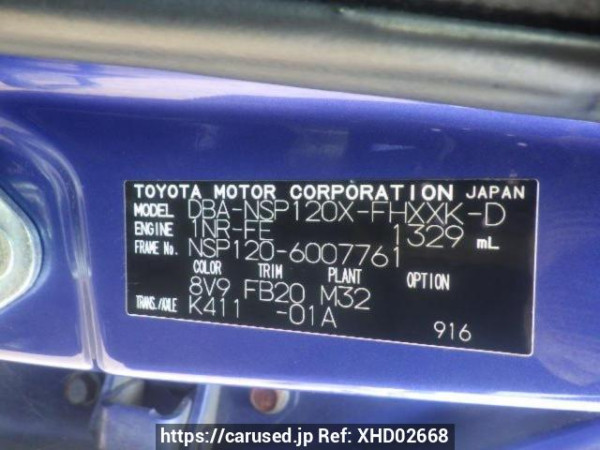 TOYOTA MOTOR CORPORATION JAPAN
MODEL DBA-NSP120X-FHXXK-D
ENGINE 1NR-FE 1329 mL
FRAME No. NSP120-6007761
COLOR TRIM PLANT OPTION
8V9 FB20 M32
TRANS./AXLE K411 -01A
916
https://carused.jp Ref: XHD02668